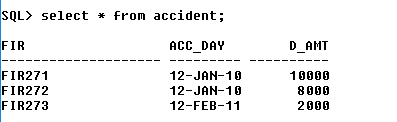 SQL> select * from accident;
FIR ACC_DAY D_AMT
-------------------- --------- ----------
FIR271 12-JAN-10 10000
FIR272 12-JAN-10 8000
FIR273 12-FEB-11 2000